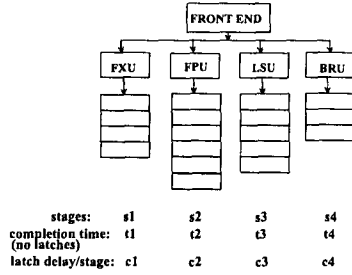 FRONT END
FXU FPU LSU BRU
stages: s1 s2 s3 s4
completion time: t1 t2 t3 t4
(no latches)
latch delay/stage: c1 c2 c3 c4